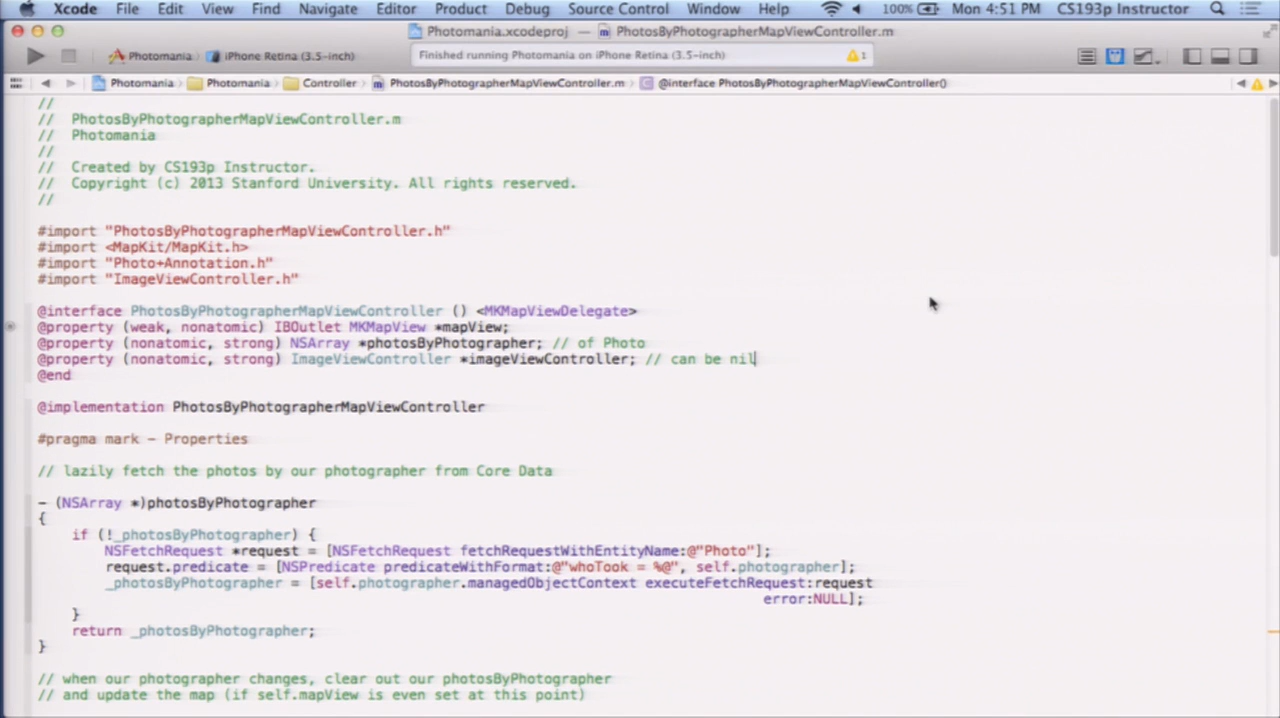 Xcode File Edit View Find Navigate Editor Product Debug Source Control Window Help 100% Mon 4:51 PM CS193p Instructor
Photomania.xcodeproj — PhotosByPhotographerMapViewController.m
Photomania iPhone Retina (3.5-inch) Finished running Photomania on iPhone Retina (3.5-inch) 1
Photomania Photomania Controller PhotosByPhotographerMapViewController.m @interface PhotosByPhotographerMapViewController()
//
// PhotosByPhotographerMapViewController.m
// Photomania
//
// Created by CS193p Instructor.
// Copyright (c) 2013 Stanford University. All rights reserved.
//
#import "PhotosByPhotographerMapViewController.h"
#import <MapKit/MapKit.h>
#import "Photo+Annotation.h"
#import "ImageViewController.h"
@interface PhotosByPhotographerMapViewController () <MKMapViewDelegate>
@property (weak, nonatomic) IBOutlet MKMapView *mapView;
@property (nonatomic, strong) NSArray *photosByPhotographer; // of Photo
@property (nonatomic, strong) ImageViewController *imageViewController; // can be nil
@end
@implementation PhotosByPhotographerMapViewController
#pragma mark - Properties
// lazily fetch the photos by our photographer from Core Data
- (NSArray *)photosByPhotographer
{
if (!_photosByPhotographer) {
NSFetchRequest *request = [NSFetchRequest fetchRequestWithEntityName:@"Photo"];
request.predicate = [NSPredicate predicateWithFormat:@"whoTook = %@", self.photographer];
_photosByPhotographer = [self.photographer.managedObjectContext executeFetchRequest:request
error:NULL];
}
return _photosByPhotographer;
}
// when our photographer changes, clear out our photosByPhotographer
// and update the map (if self.mapView is even set at this point)